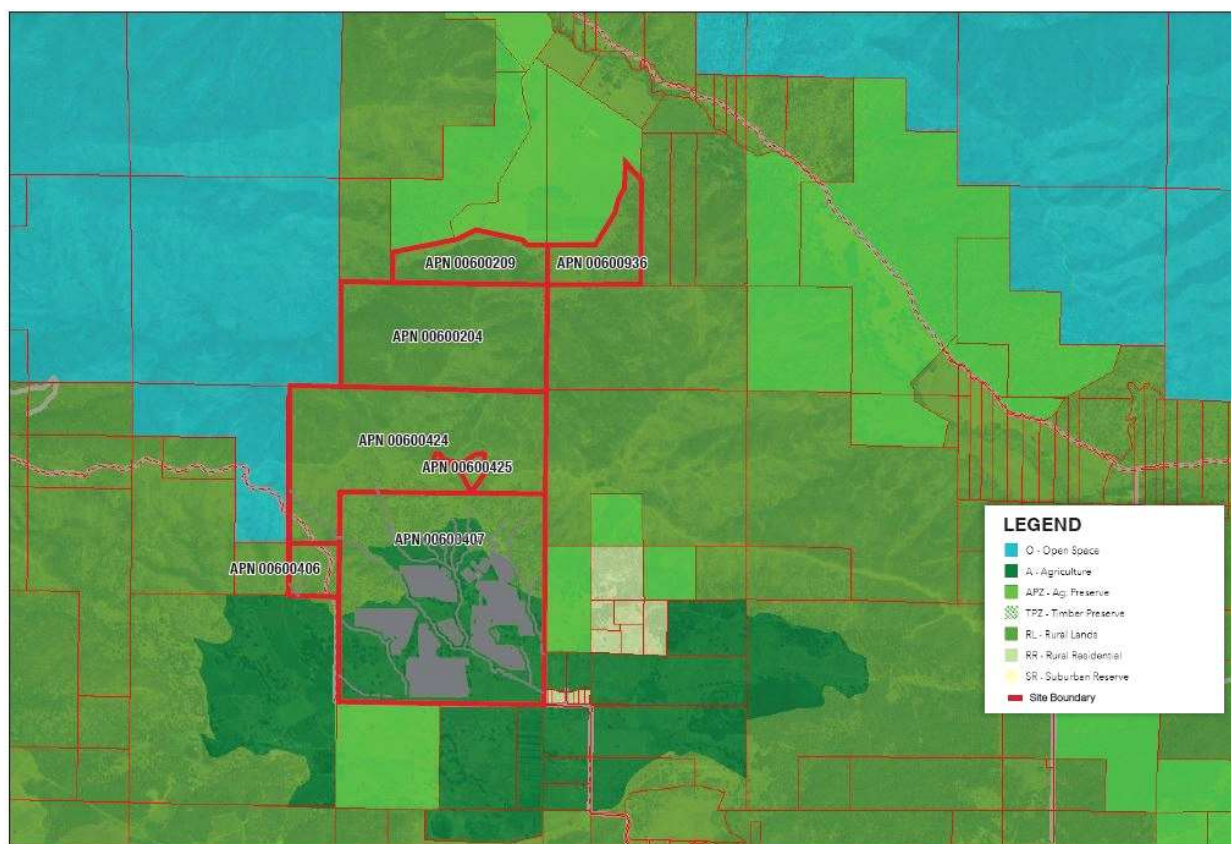 APN 00600209
APN 00600936
APN 00600204
APN 00600424
APN 00600425
APN 00600407
APN 00600406
LEGEND
O - Open Space
A - Agriculture
APZ - Ag. Preserve
TPZ - Timber Preserve
RL - Rural Lands
RR - Rural Residential
SR - Suburban Reserve
Site Boundary